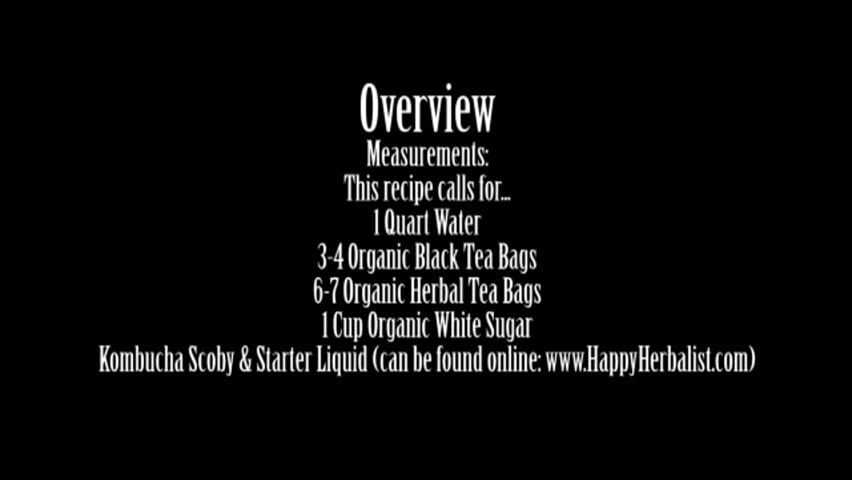 Overview
Measurements:
This recipe calls for...
1 Quart Water
3-4 Organic Black Tea Bags
6-7 Organic Herbal Tea Bags
1 Cup Organic White Sugar
Kombucha Scoby & Starter Liquid (can be found online: www.HappyHerbalist.com)